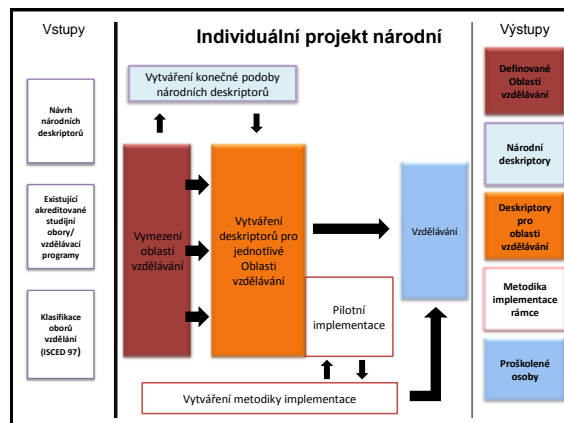 Vstupy
Návrh
národních
deskriptorů
Existující
akreditované
studijní
obory/
vzdělávací
programy
Klasifikace
oborů
vzdělání
(ISCED 97)
Individuální projekt národní
Vytváření konečné podoby
národních deskriptorů
Vymezení
oblastí
vzdělávání
Vytváření
deskriptorů pro
jednotlivé
Oblasti
vzdělávání
Pilotní
implementace
Vzdělávání
Vytváření metodiky implementace
Výstupy
Definované
Oblasti
vzdělávání
Národní
deskriptory
Deskriptory
pro
oblasti
vzdělávání
Metodika
implementace
rámce
Proškolené
osoby